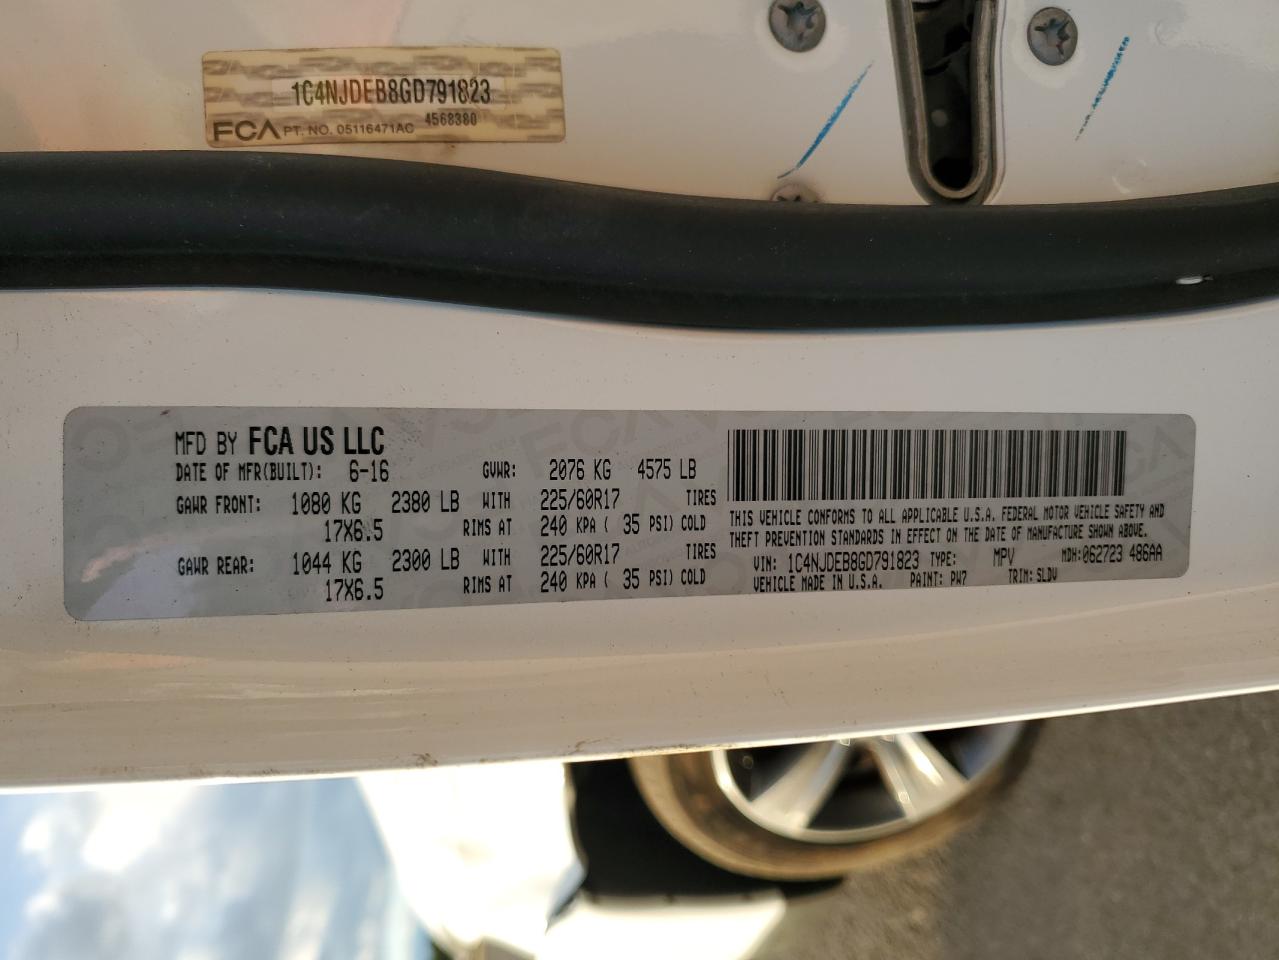 1C4NJDEB8GD791823
FCA PT. NO. 05116471AC 4568380
MFD BY FCA US LLC
DATE OF MFR(BUILT): 6-16 GVWR: 2076 KG 4575 LB
GAWR FRONT: 1080 KG 2380 LB WITH 225/60R17 TIRES
17X6.5 RIMS AT 240 KPA ( 35 PSI) COLD
GAWR REAR: 1044 KG 2300 LB WITH 225/60R17 TIRES
17X6.5 RIMS AT 240 KPA ( 35 PSI) COLD
THIS VEHICLE CONFORMS TO ALL APPLICABLE U.S.A. FEDERAL MOTOR VEHICLE SAFETY AND
THEFT PREVENTION STANDARDS IN EFFECT ON THE DATE OF MANUFACTURE SHOWN ABOVE.
VIN: 1C4NJDEB8GD791823 TYPE: MPV MDH:062723 486AA
VEHICLE MADE IN U.S.A. PAINT: PW7 TRIM: SLDV